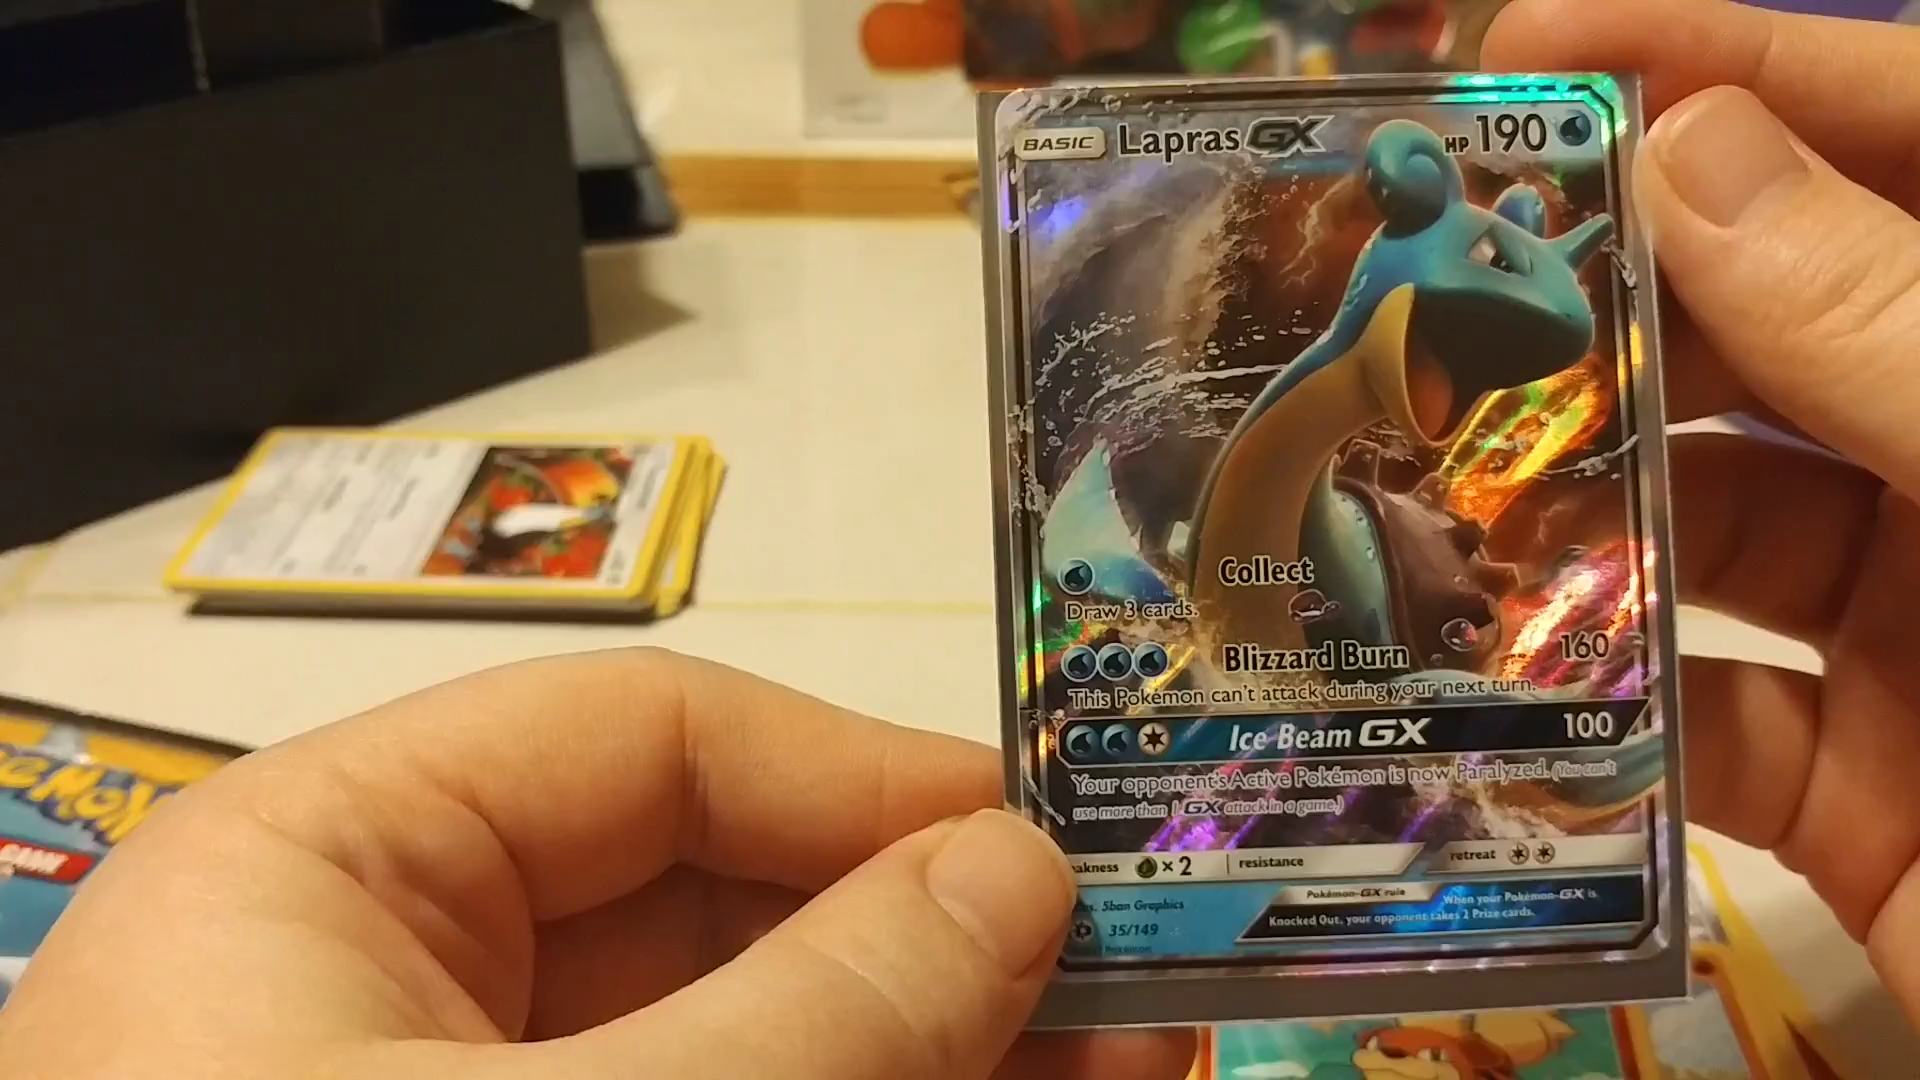 BASIC Lapras GX HP 190
Collect
Draw 3 cards.
Blizzard Burn 160
This Pokémon can't attack during your next turn.
Ice Beam GX 100
Your opponent's Active Pokémon is now Paralyzed. (You can't
use more than 1 GX attack in a game.)
akness ×2 resistance retreat
Pokémon-GX rule When your Pokémon-GX is
Knocked Out, your opponent takes 2 Prize cards.
us. 5ban Graphics
35/149